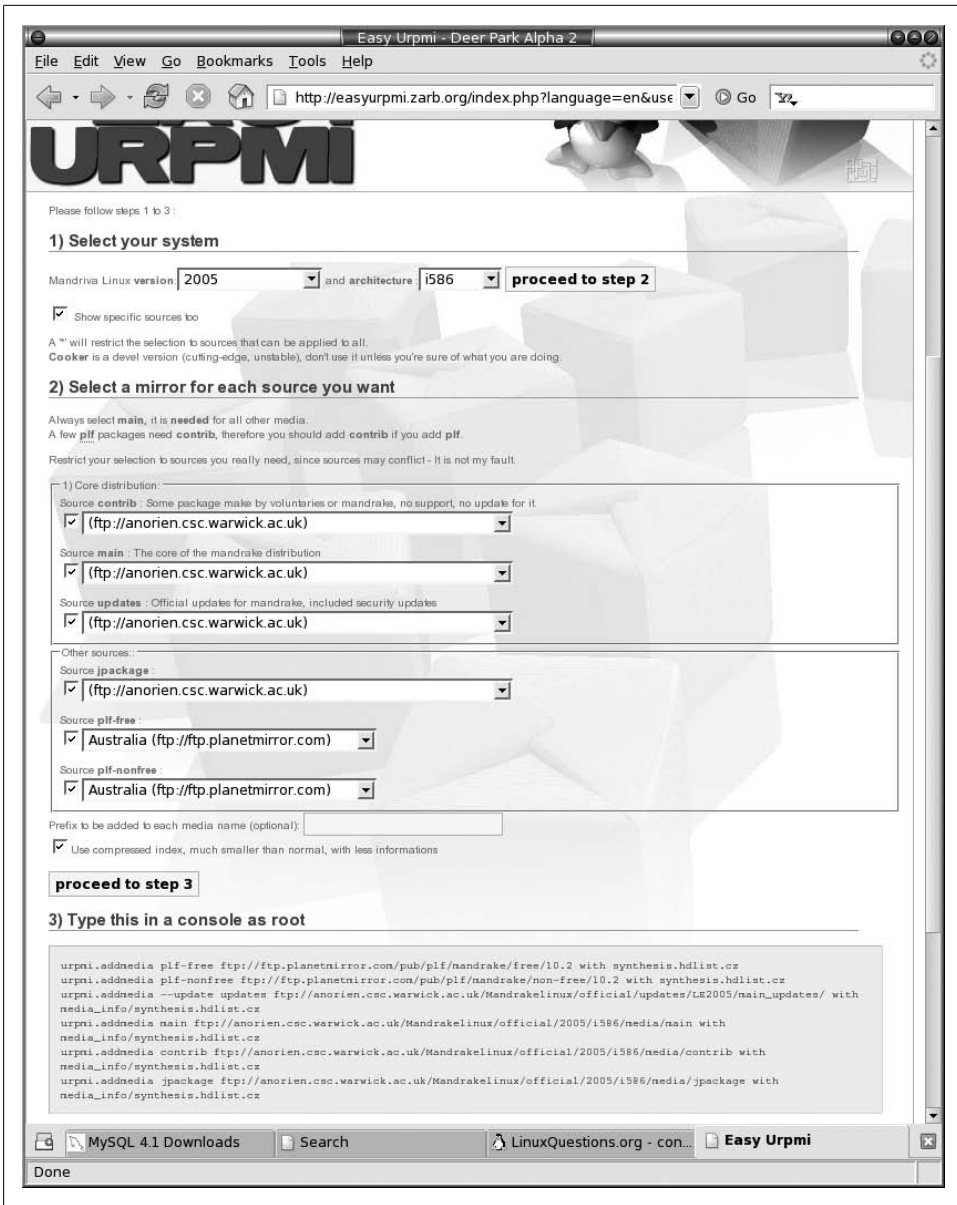 Easy Urpmi - Deer Park Alpha 2
File Edit View Go Bookmarks Tools Help
http://easyurpmi.zarb.org/index.php?language=en&use
Go
URPMI
Please follow steps 1 to 3 :
1) Select your system
Mandriva Linux version: 2005 and architecture : i586 proceed to step 2
Show specific sources too
A '*' will restrict the selection to sources that can be applied to all.
Cooker is a devel version (cutting-edge, unstable), don't use it unless you're sure of what you are doing.
2) Select a mirror for each source you want
Always select main, it is needed for all other media.
A few plf packages need contrib, therefore you should add contrib if you add plf.
Restrict your selection to sources you really need, since sources may conflict - It is not my fault.
1) Core distribution:
Source contrib : Some package make by voluntaries or mandrake, no support, no update for it.
(ftp://anorien.csc.warwick.ac.uk)
Source main : The core of the mandrake distribution
(ftp://anorien.csc.warwick.ac.uk)
Source updates : Official updates for mandrake, included security updates
(ftp://anorien.csc.warwick.ac.uk)
Other sources::
Source jpackage :
(ftp://anorien.csc.warwick.ac.uk)
Source plf-free :
Australia (ftp://ftp.planetmirror.com)
Source plf-nonfree :
Australia (ftp://ftp.planetmirror.com)
Prefix to be added to each media name (optional):
Use compressed index, much smaller than normal, with less informations
proceed to step 3
3) Type this in a console as root
urpmi.addmedia plf-free ftp://ftp.planetmirror.com/pub/plf/mandrake/free/10.2 with synthesis.hdlist.cz
urpmi.addmedia plf-nonfree ftp://ftp.planetmirror.com/pub/plf/mandrake/non-free/10.2 with synthesis.hdlist.cz
urpmi.addmedia --update updates ftp://anorien.csc.warwick.ac.uk/Mandrakelinux/official/updates/LE2005/main_updates/ with
media_info/synthesis.hdlist.cz
urpmi.addmedia main ftp://anorien.csc.warwick.ac.uk/Mandrakelinux/official/2005/i586/media/main with
media_info/synthesis.hdlist.cz
urpmi.addmedia contrib ftp://anorien.csc.warwick.ac.uk/Mandrakelinux/official/2005/i586/media/contrib with
media_info/synthesis.hdlist.cz
urpmi.addmedia jpackage ftp://anorien.csc.warwick.ac.uk/Mandrakelinux/official/2005/i586/media/jpackage with
media_info/synthesis.hdlist.cz
MySQL 4.1 Downloads Search LinuxQuestions.org - con... Easy Urpmi
Done